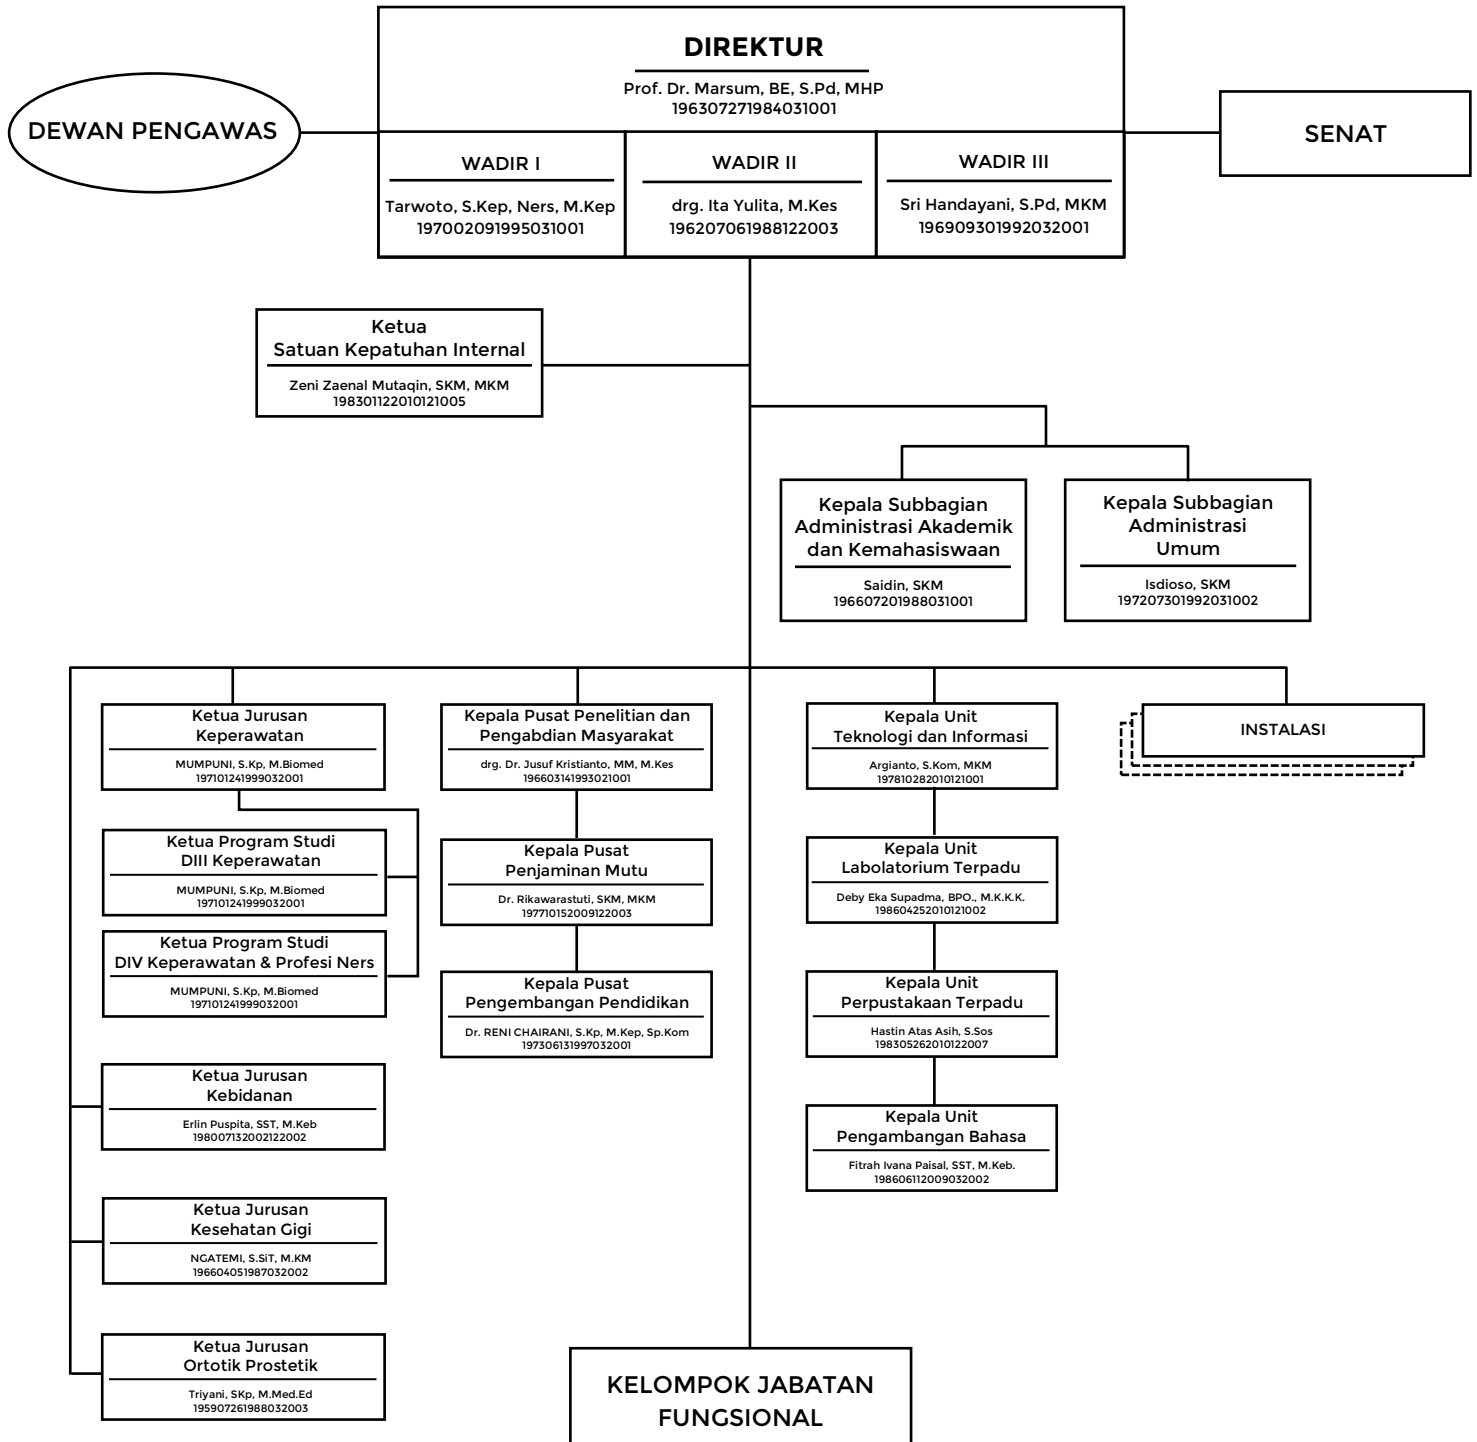 DIREKTUR
Prof. Dr. Marsum, BE, S.Pd, MHP
196307271984031001
DEWAN PENGAWAS
SENAT
WADIR I
Tarwoto, S.Kep, Ners, M.Kep
197002091995031001
WADIR II
drg. Ita Yulita, M.Kes
196207061988122003
WADIR III
Sri Handayani, S.Pd, MKM
196909301992032001
Ketua
Satuan Kepatuhan Internal
Zeni Zaenal Mutaqin, SKM, MKM
198301122010121005
Kepala Subbagian
Administrasi Akademik
dan Kemahasiswaan
Saidin, SKM
196607201988031001
Kepala Subbagian
Administrasi
Umum
Isdioso, SKM
197207301992031002
Ketua Jurusan
Keperawatan
MUMPUNI, S.Kp, M.Biomed
197101241999032001
Ketua Program Studi
DIII Keperawatan
MUMPUNI, S.Kp, M.Biomed
197101241999032001
Ketua Program Studi
DIV Keperawatan & Profesi Ners
MUMPUNI, S.Kp, M.Biomed
197101241999032001
Ketua Jurusan
Kebidanan
Erlin Puspita, SST, M.Keb
198007132002122002
Ketua Jurusan
Kesehatan Gigi
NGATEMI, S.SiT, M.KM
196604051987032002
Ketua Jurusan
Ortotik Prostetik
Triyani, SKp, M.Med.Ed
195907261988032003
Kepala Pusat Penelitian dan
Pengabdian Masyarakat
drg. Dr. Jusuf Kristianto, MM, M.Kes
196603141993021001
Kepala Pusat
Penjaminan Mutu
Dr. Rikawarastuti, SKM, MKM
197710152009122003
Kepala Pusat
Pengembangan Pendidikan
Dr. RENI CHAIRANI, S.Kp, M.Kep, Sp.Kom
197306131997032001
Kepala Unit
Teknologi dan Informasi
Argianto, S.Kom, MKM
197810282010121001
Kepala Unit
Labolatorium Terpadu
Deby Eka Supadma, BPO., M.K.K.K.
198604252010121002
Kepala Unit
Perpustakaan Terpadu
Hastin Atas Asih, S.Sos
198305262010122007
Kepala Unit
Pengambangan Bahasa
Fitrah Ivana Paisal, SST, M.Keb.
198606112009032002
INSTALASI
KELOMPOK JABATAN
FUNGSIONAL